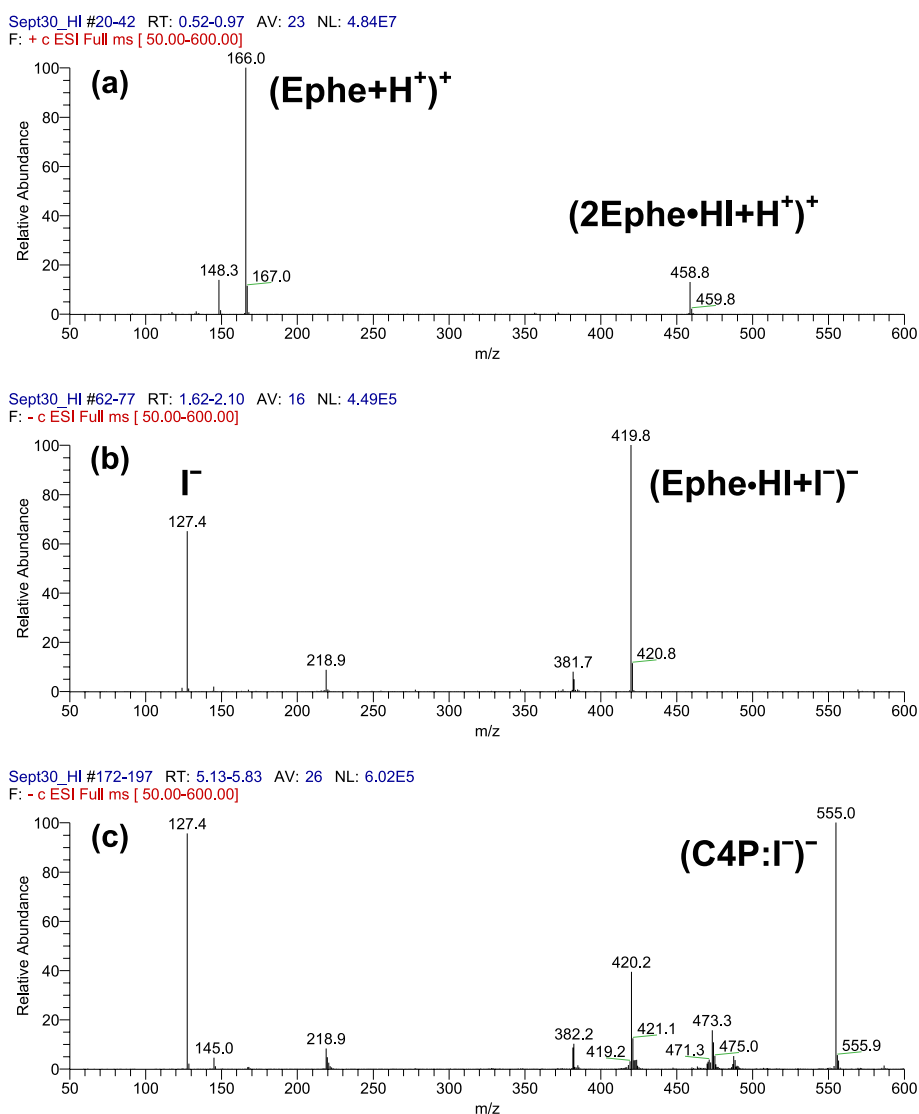 Sept30_HI #20-42 RT: 0.52-0.97 AV: 23 NL: 4.84E7
F: + c ESI Full ms [ 50.00-600.00]
(a)
(Ephe+H⁺)⁺
(2Ephe•HI+H⁺)⁺
166.0
148.3
167.0
458.8
459.8
100
80
60
40
20
0
Relative Abundance
50 100 150 200 250 300 350 400 450 500 550 600
m/z
Sept30_HI #62-77 RT: 1.62-2.10 AV: 16 NL: 4.49E5
F: - c ESI Full ms [ 50.00-600.00]
(b)
I⁻
(Ephe•HI+I⁻)⁻
419.8
127.4
218.9
381.7
420.8
100
80
60
40
20
0
Relative Abundance
50 100 150 200 250 300 350 400 450 500 550 600
m/z
Sept30_HI #172-197 RT: 5.13-5.83 AV: 26 NL: 6.02E5
F: - c ESI Full ms [ 50.00-600.00]
(c)
(C4P:I⁻)⁻
127.4
555.0
420.2
145.0
218.9
382.2
419.2
421.1
473.3
471.3
475.0
555.9
100
80
60
40
20
0
Relative Abundance
50 100 150 200 250 300 350 400 450 500 550 600
m/z